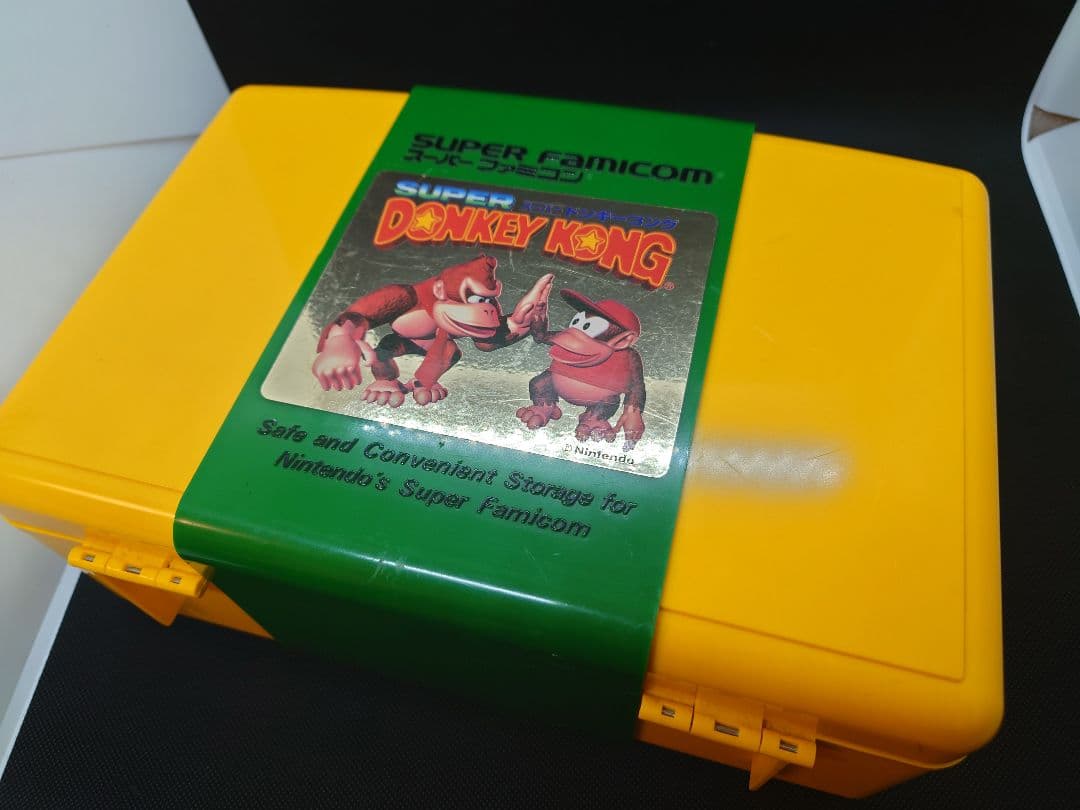 SUPER FAMICOM
スーパー ファミコン
SUPER スーパードンキーコング
DONKEY KONG®
© Nintendo
Safe and Convenient Storage for
Nintendo's Super Famicom